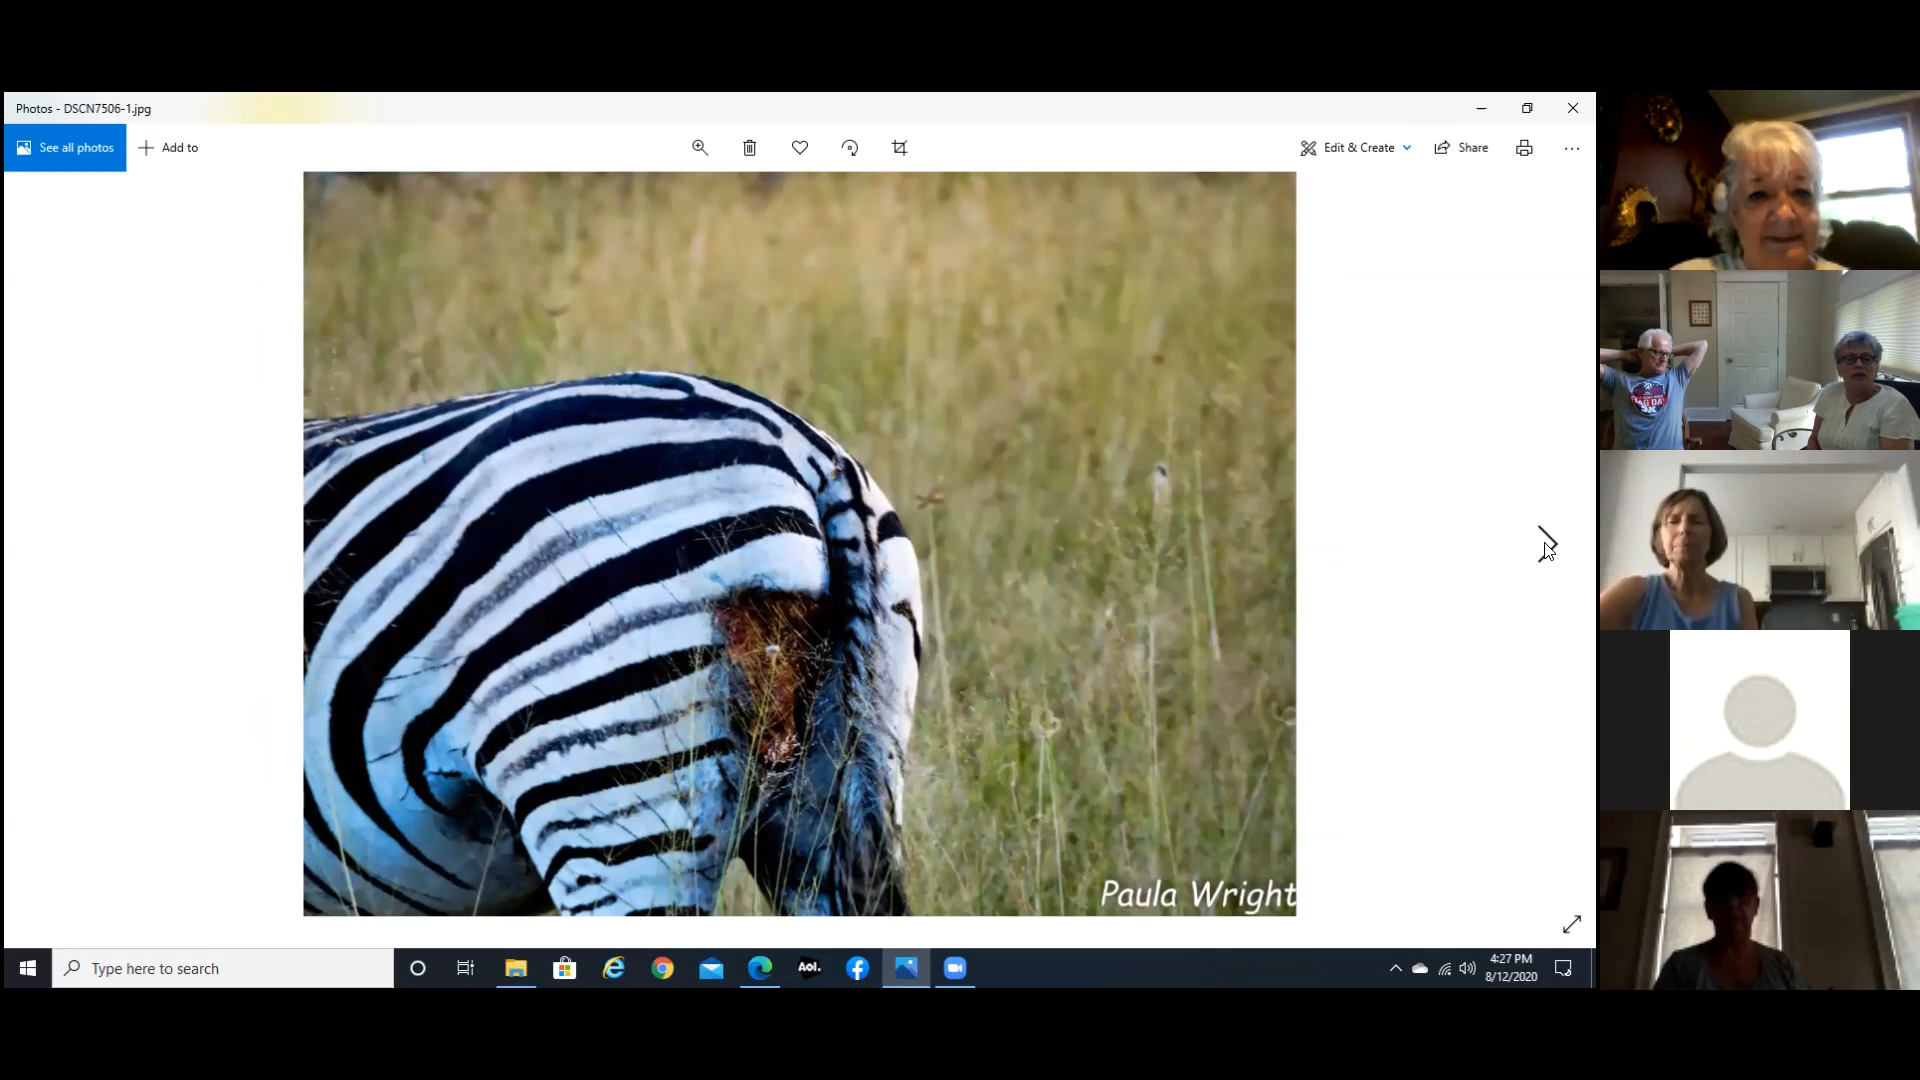 Photos - DSCN7506-1.jpg
See all photos
Add to
Edit & Create
Share
Paula Wright
Type here to search
Aol.
4:27 PM
8/12/2020